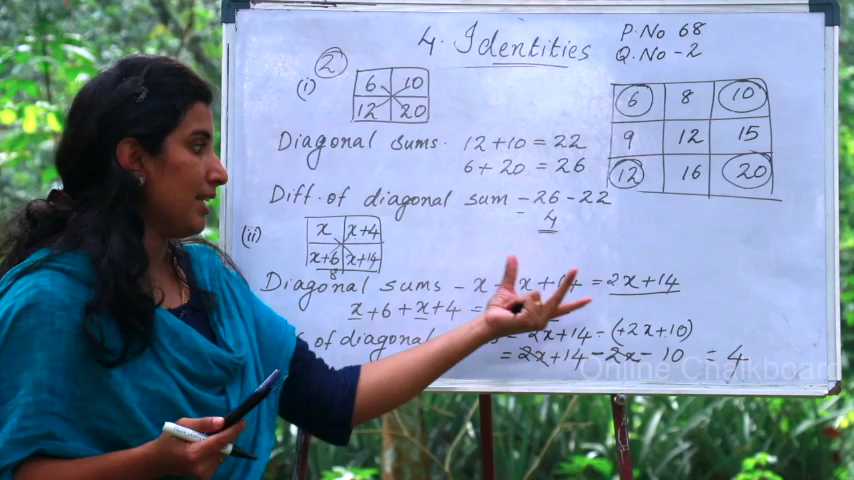 4. Identities
P.No 68
Q.No - 2
2
(i)
6 10
12 20
6 8 10
9 12 15
12 16 20
Diagonal sums. 12 + 10 = 22
6 + 20 = 26
Diff. of diagonal sum - 26 - 22
= 4
(ii)
x x+4
x+6 x+14
8
Diagonal sums - x + x + 14 = 2x+14
x + 6 + x + 4 =
of diagonal 2x+14 - (+2x+10)
= 2x+14 - 2x - 10 = 4
Online Chalkboard